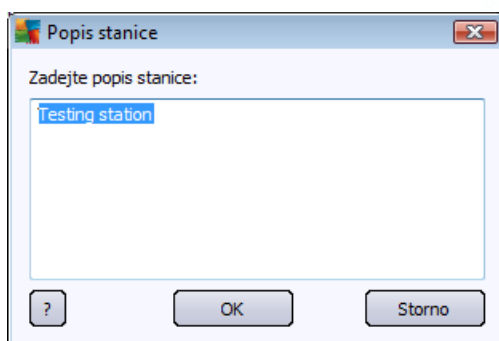 Popis stanice
Zadejte popis stanice:
Testing station
?
OK
Storno